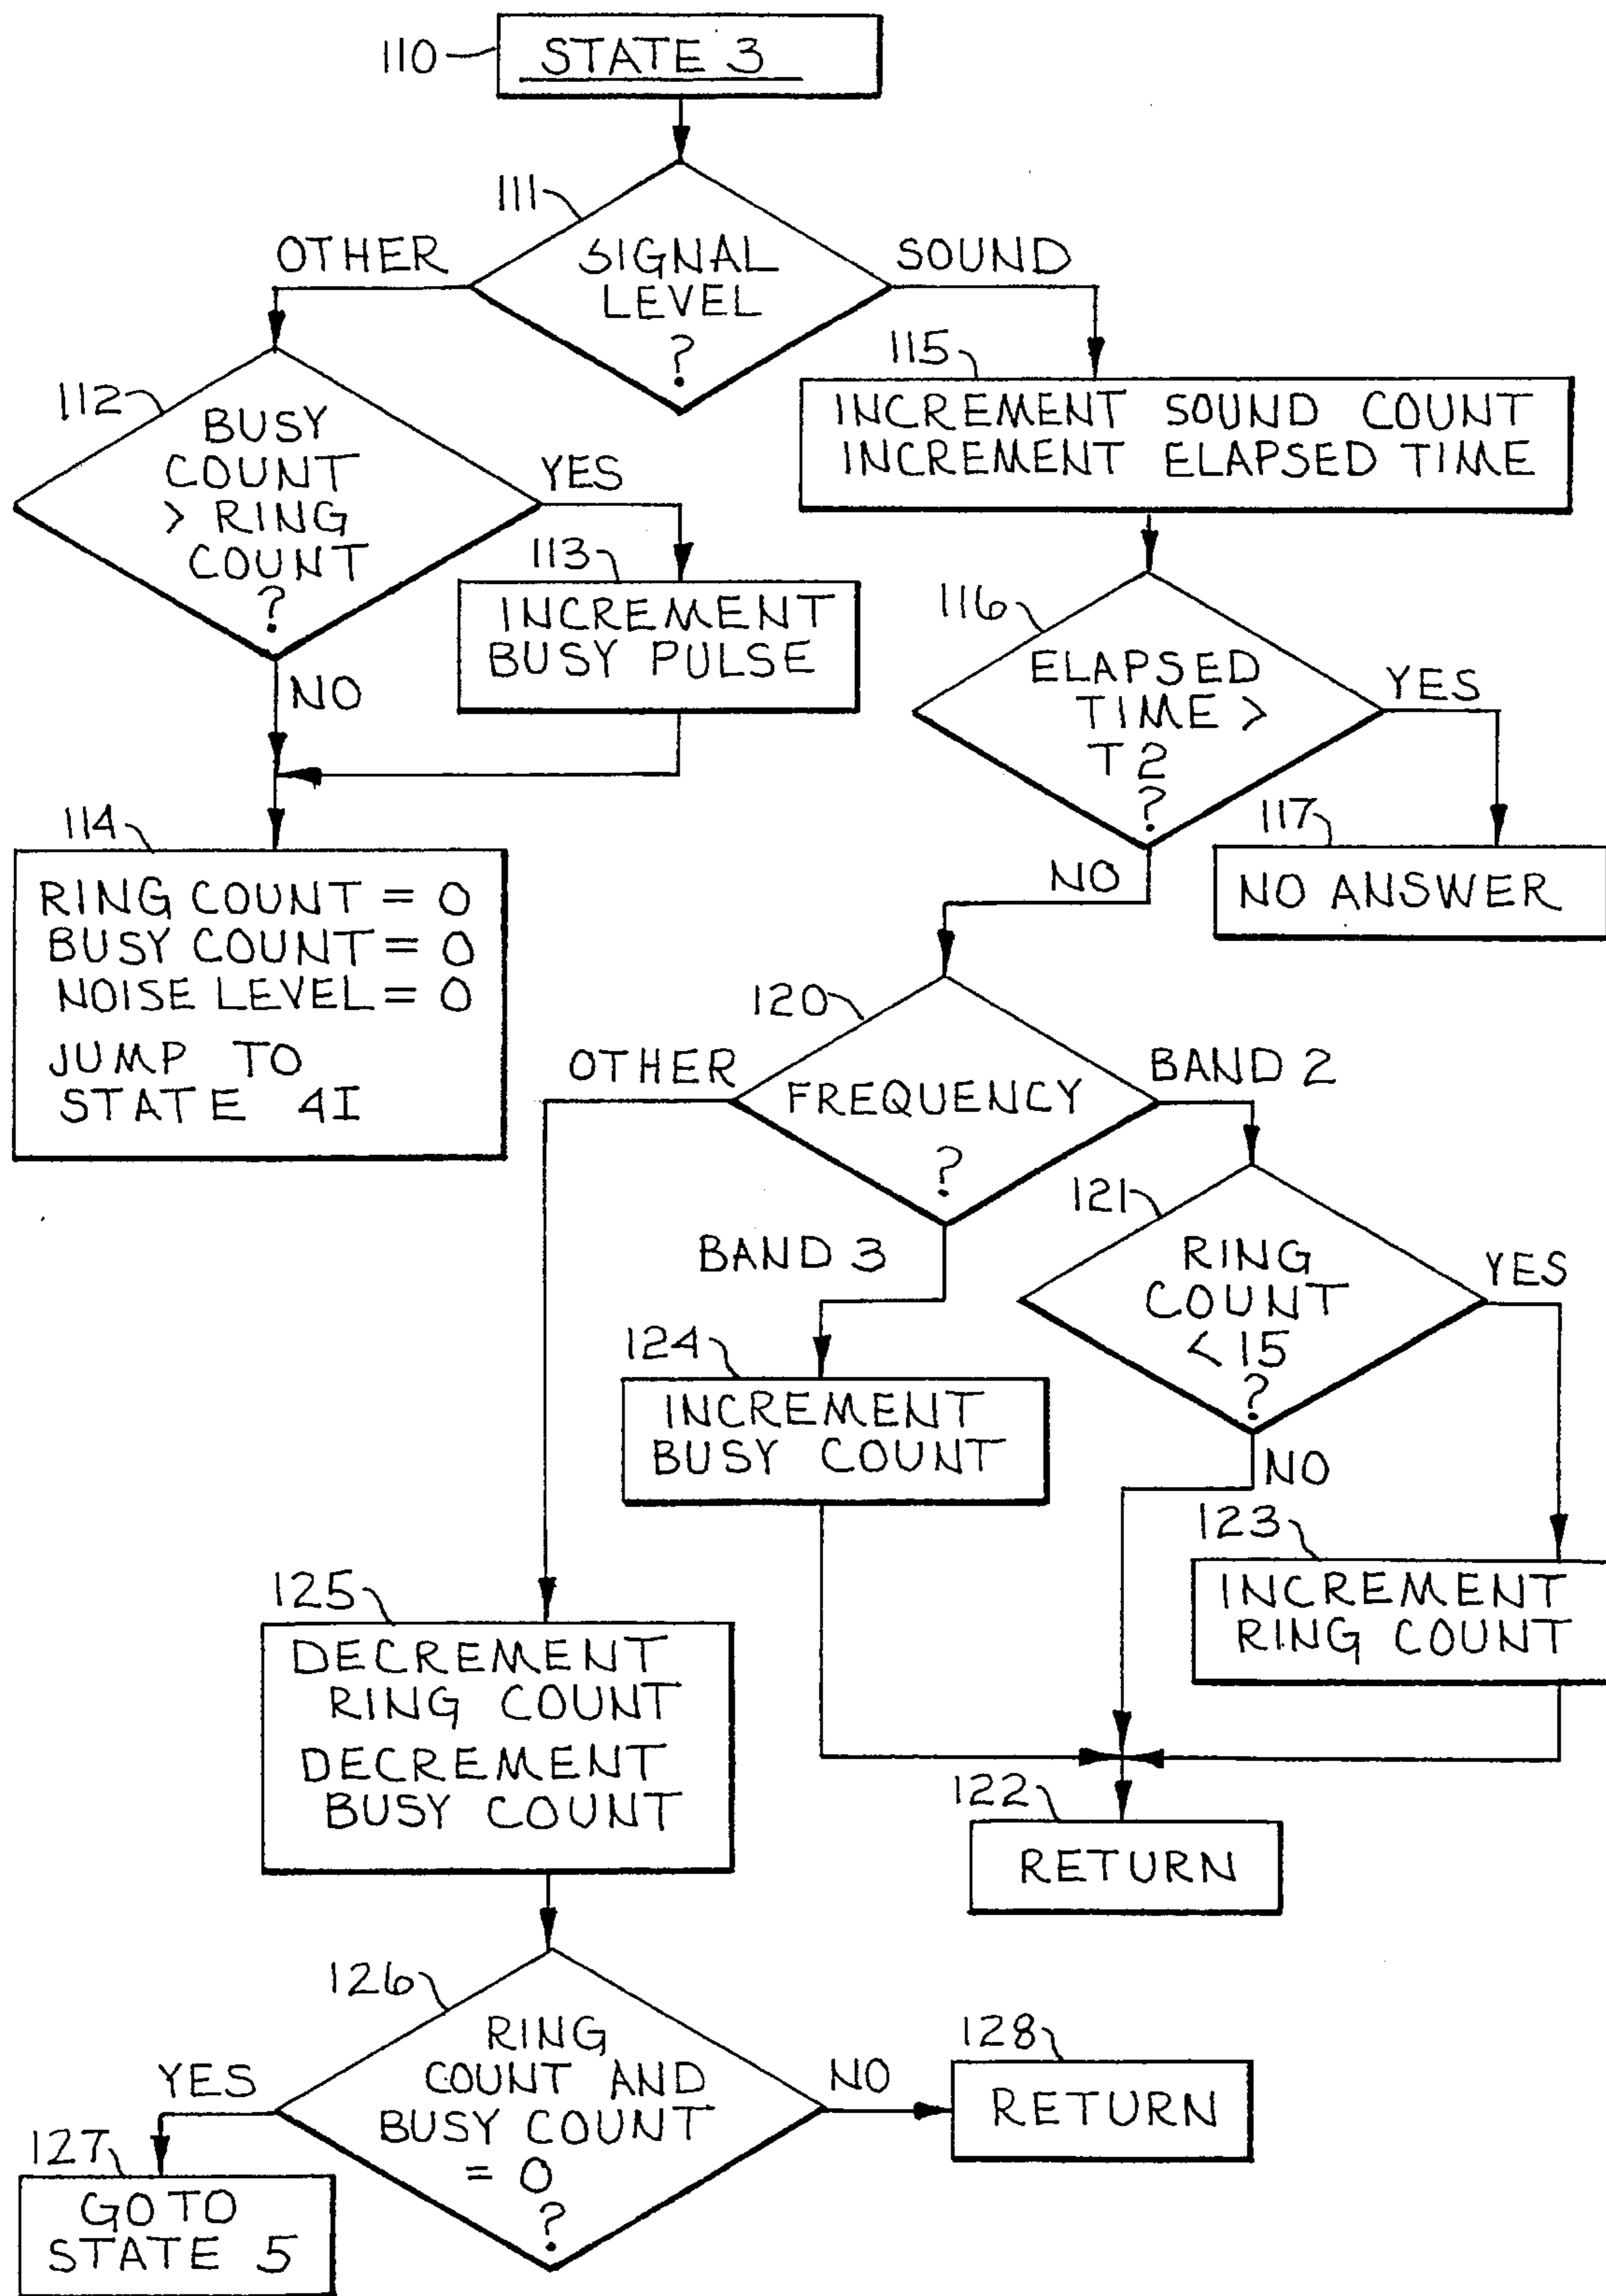 110
STATE 3
111
OTHER
SIGNAL
LEVEL
?
SOUND
112
BUSY
COUNT
> RING
COUNT
?
YES
NO
113
INCREMENT
BUSY PULSE
114
RING COUNT = 0
BUSY COUNT = 0
NOISE LEVEL = 0
JUMP TO
STATE 4I
115
INCREMENT SOUND COUNT
INCREMENT ELAPSED TIME
116
ELAPSED
TIME >
T2
?
YES
NO
117
NO ANSWER
120
OTHER
FREQUENCY
?
BAND 2
BAND 3
121
RING
COUNT
< 15
?
YES
NO
124
INCREMENT
BUSY COUNT
123
INCREMENT
RING COUNT
125
DECREMENT
RING COUNT
DECREMENT
BUSY COUNT
122
RETURN
126
RING
COUNT AND
BUSY COUNT
= 0
?
YES
NO
128
RETURN
127
GO TO
STATE 5